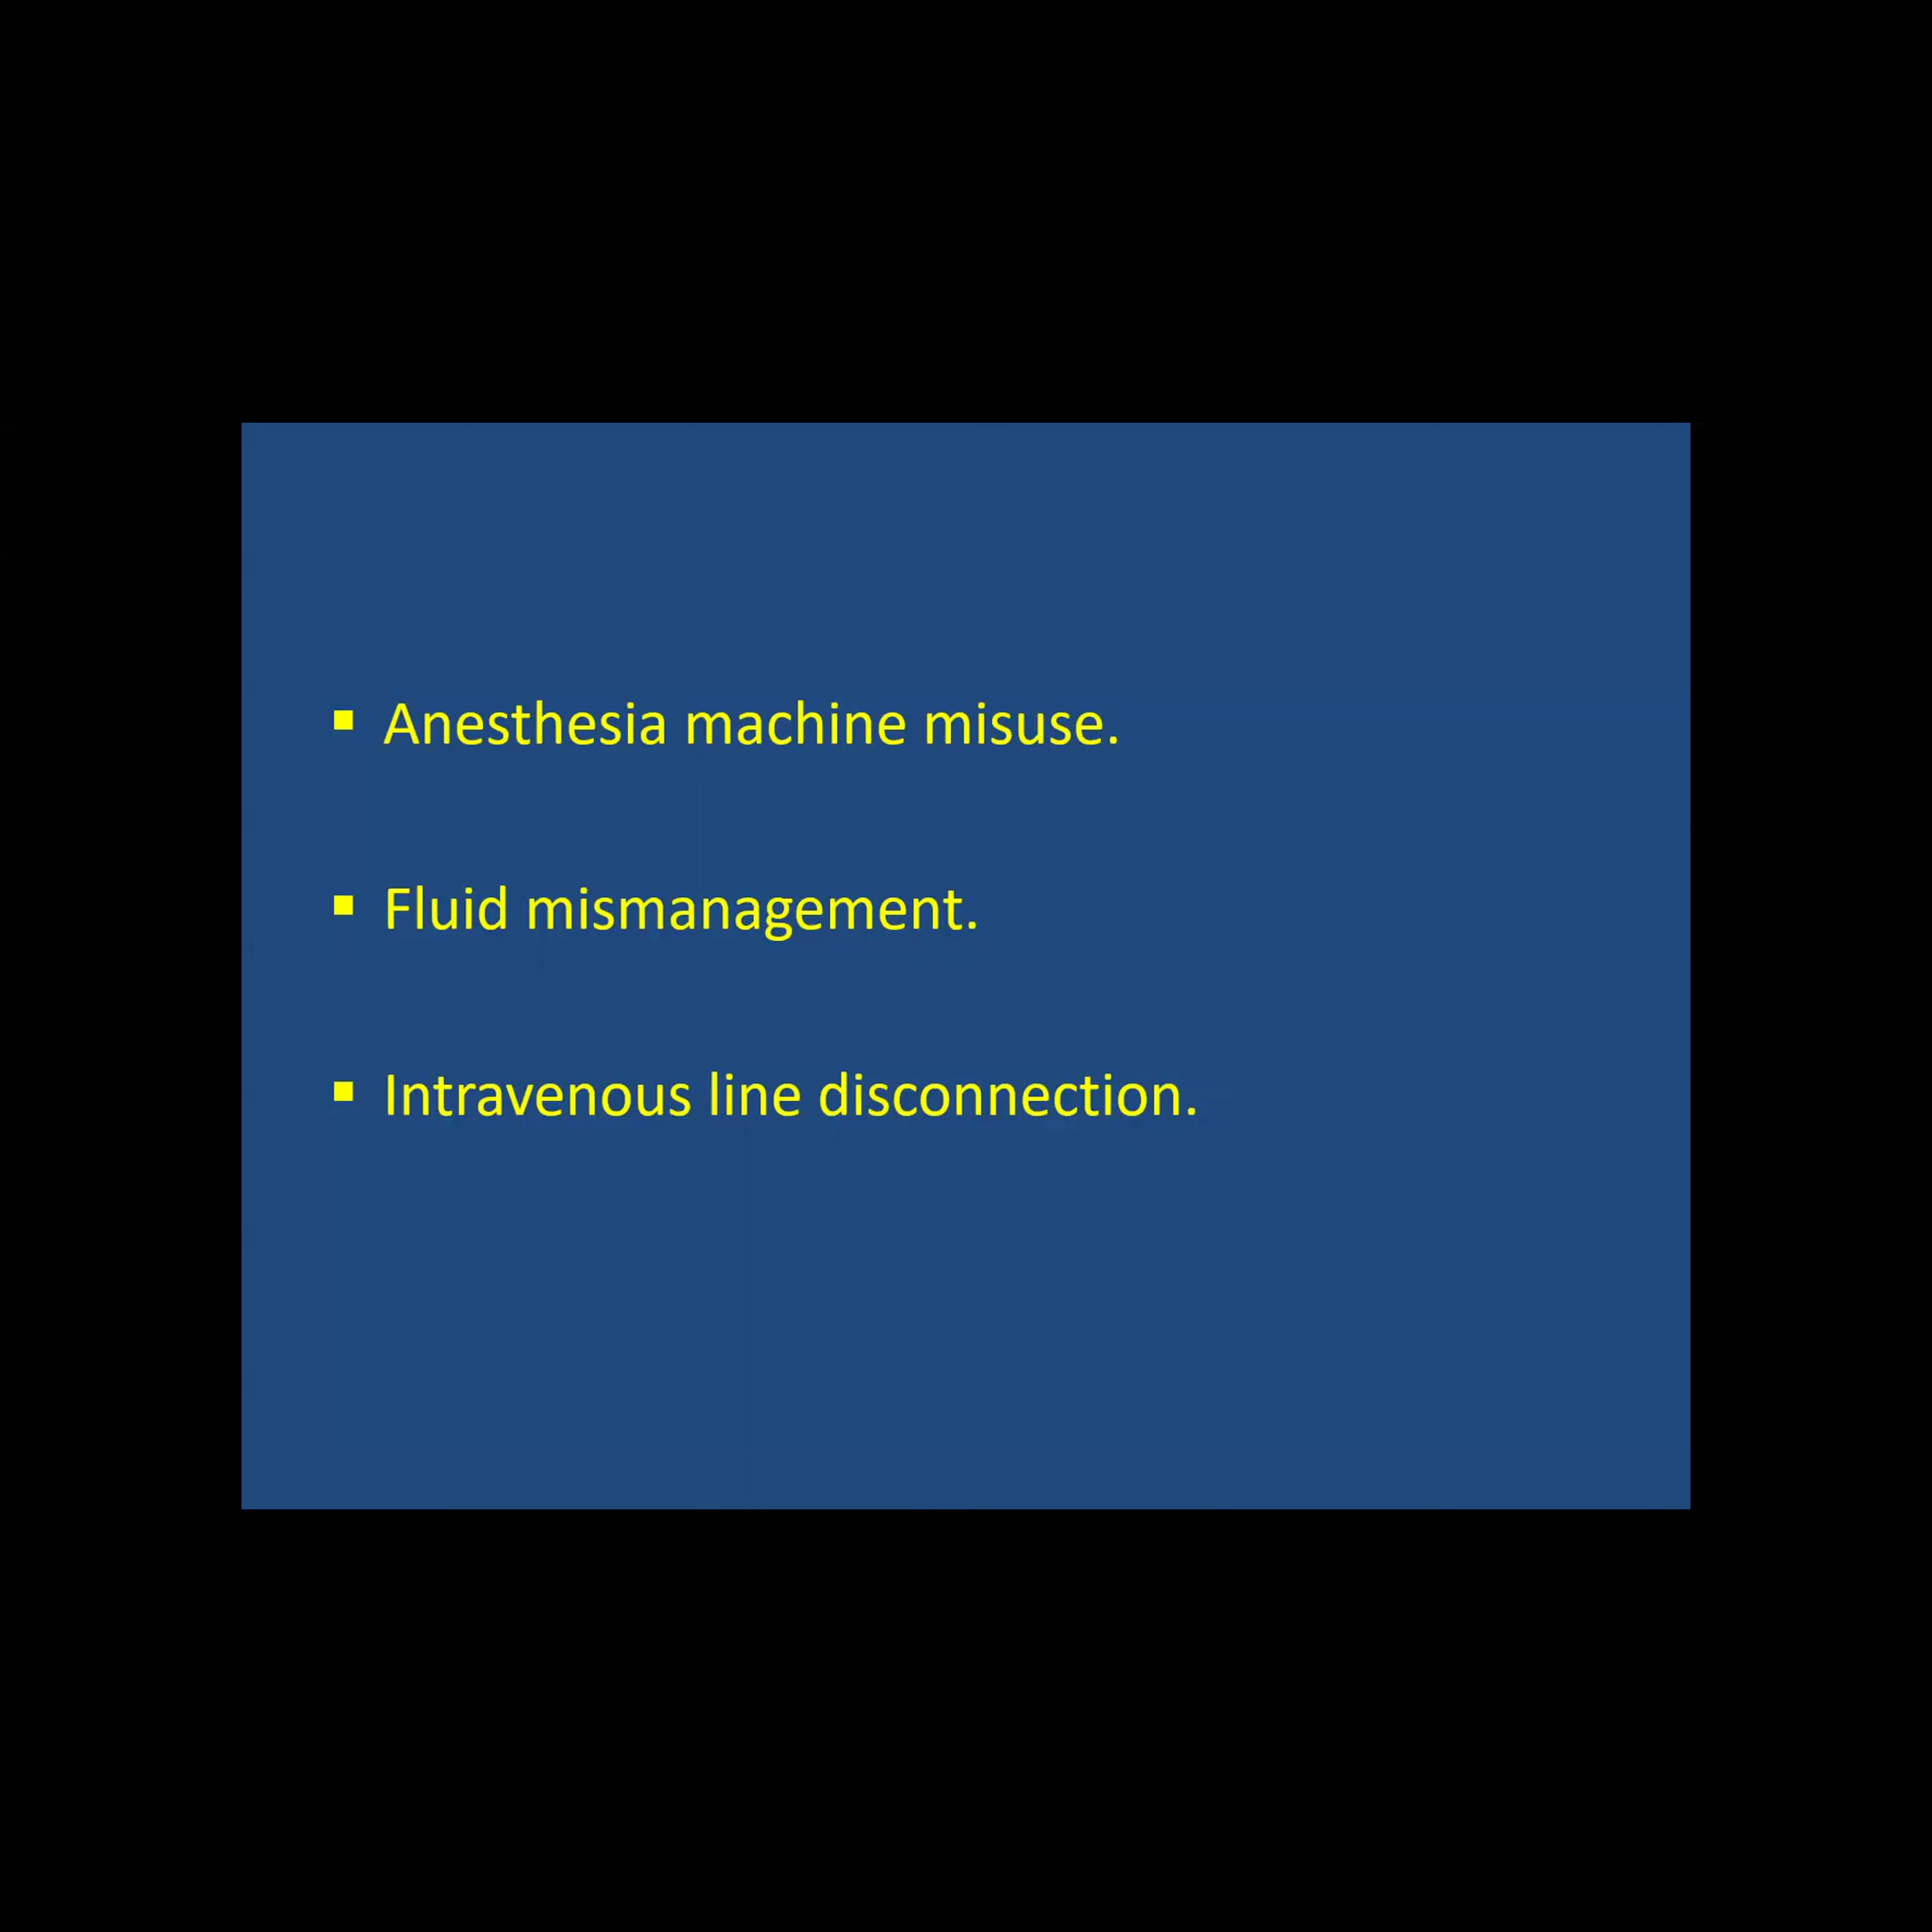 ▪ Anesthesia machine misuse.
▪ Fluid mismanagement.
▪ Intravenous line disconnection.